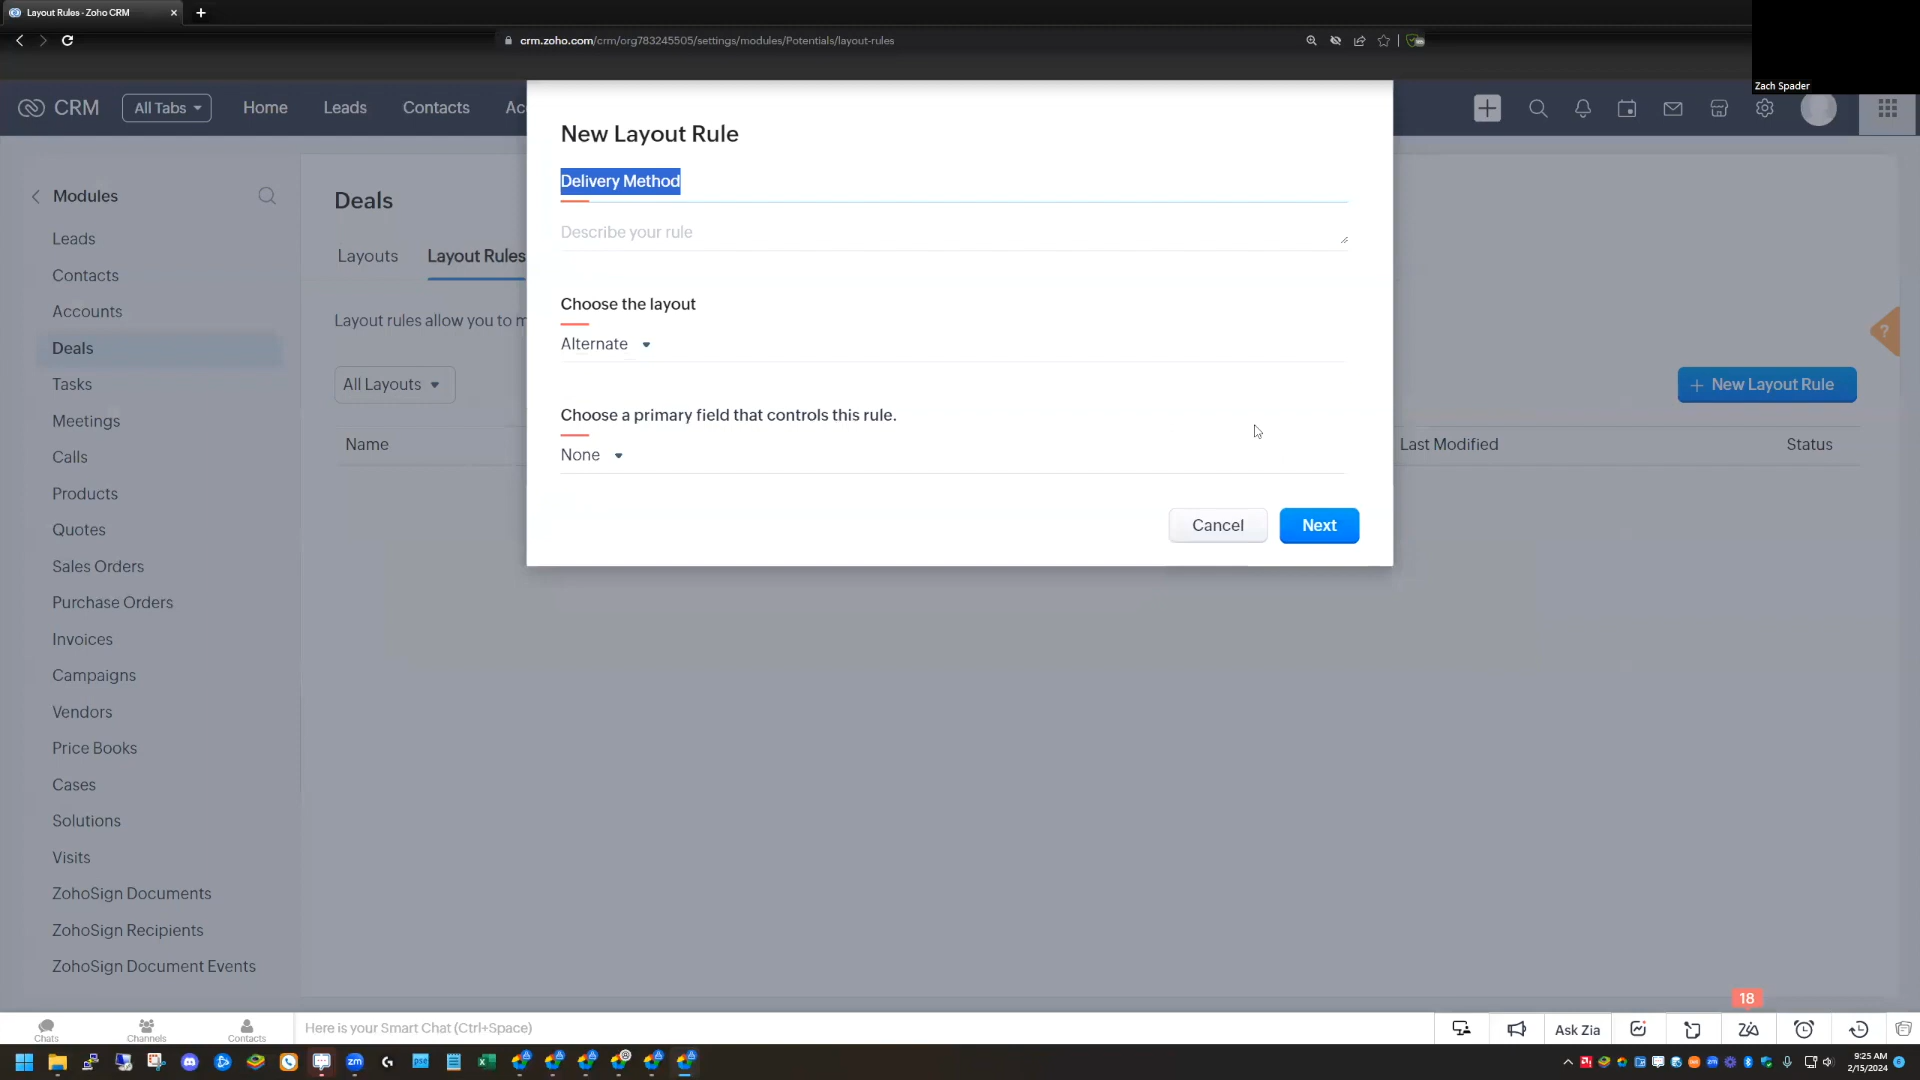 Layout Rules - Zoho CRM
crm.zoho.com/crm/org783245505/settings/modules/Potentials/layout-rules
Zach Spader
CRM
All Tabs
Home
Leads
Contacts
Acc
Modules
Leads
Contacts
Accounts
Deals
Tasks
Meetings
Calls
Products
Quotes
Sales Orders
Purchase Orders
Invoices
Campaigns
Vendors
Price Books
Cases
Solutions
Visits
ZohoSign Documents
ZohoSign Recipients
ZohoSign Document Events
Deals
Layouts
Layout Rules
Layout rules allow you to m
All Layouts
+ New Layout Rule
Name
Last Modified
Status
?
New Layout Rule
Delivery Method
Describe your rule
Choose the layout
Alternate
Choose a primary field that controls this rule.
None
Cancel
Next
18
Chats
Channels
Contacts
Here is your Smart Chat (Ctrl+Space)
Ask Zia
9:25 AM
2/15/2024